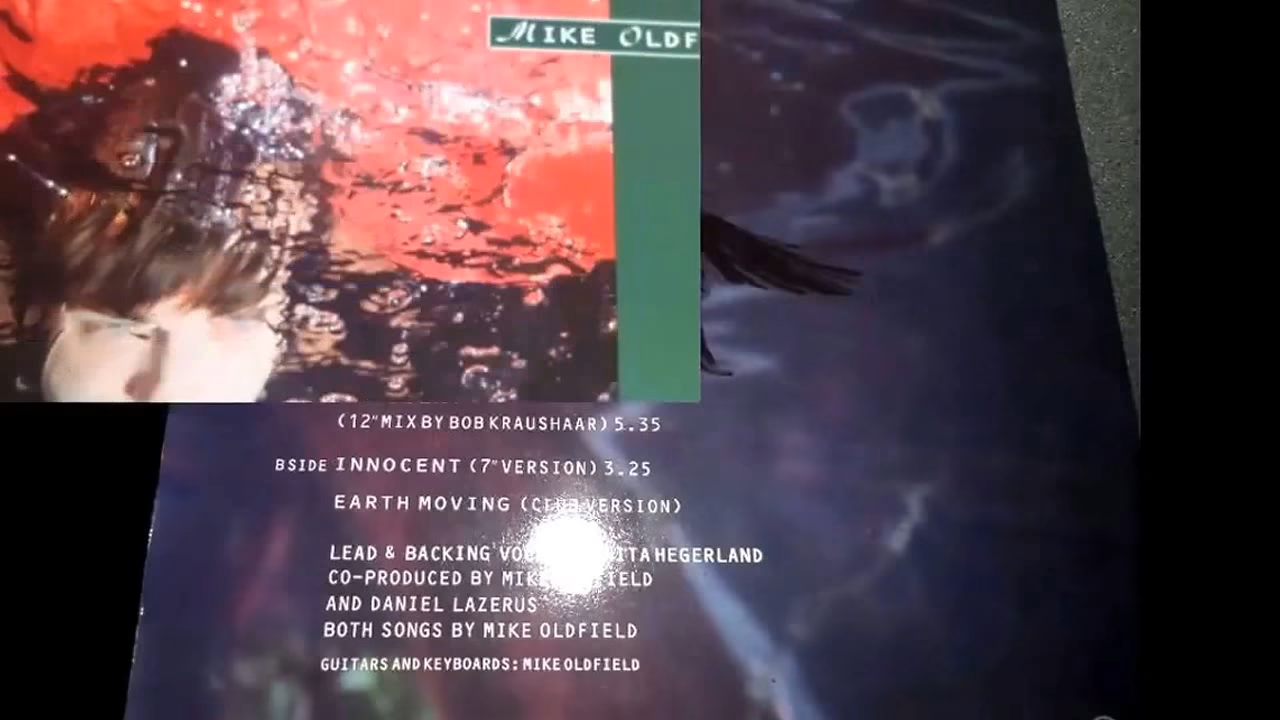 MIKE OLDF
(12"MIX BY BOB KRAUSHAAR) 5.35
BSIDE INNOCENT (7"VERSION) 3.25
EARTH MOVING (CLUB VERSION)
LEAD & BACKING HEGERLAND
CO-PRODUCED BY MIKE OLDFIELD
AND DANIEL LAZERUS
BOTH SONGS BY MIKE OLDFIELD
GUITARS AND KEYBOARDS: MIKE OLDFIELD